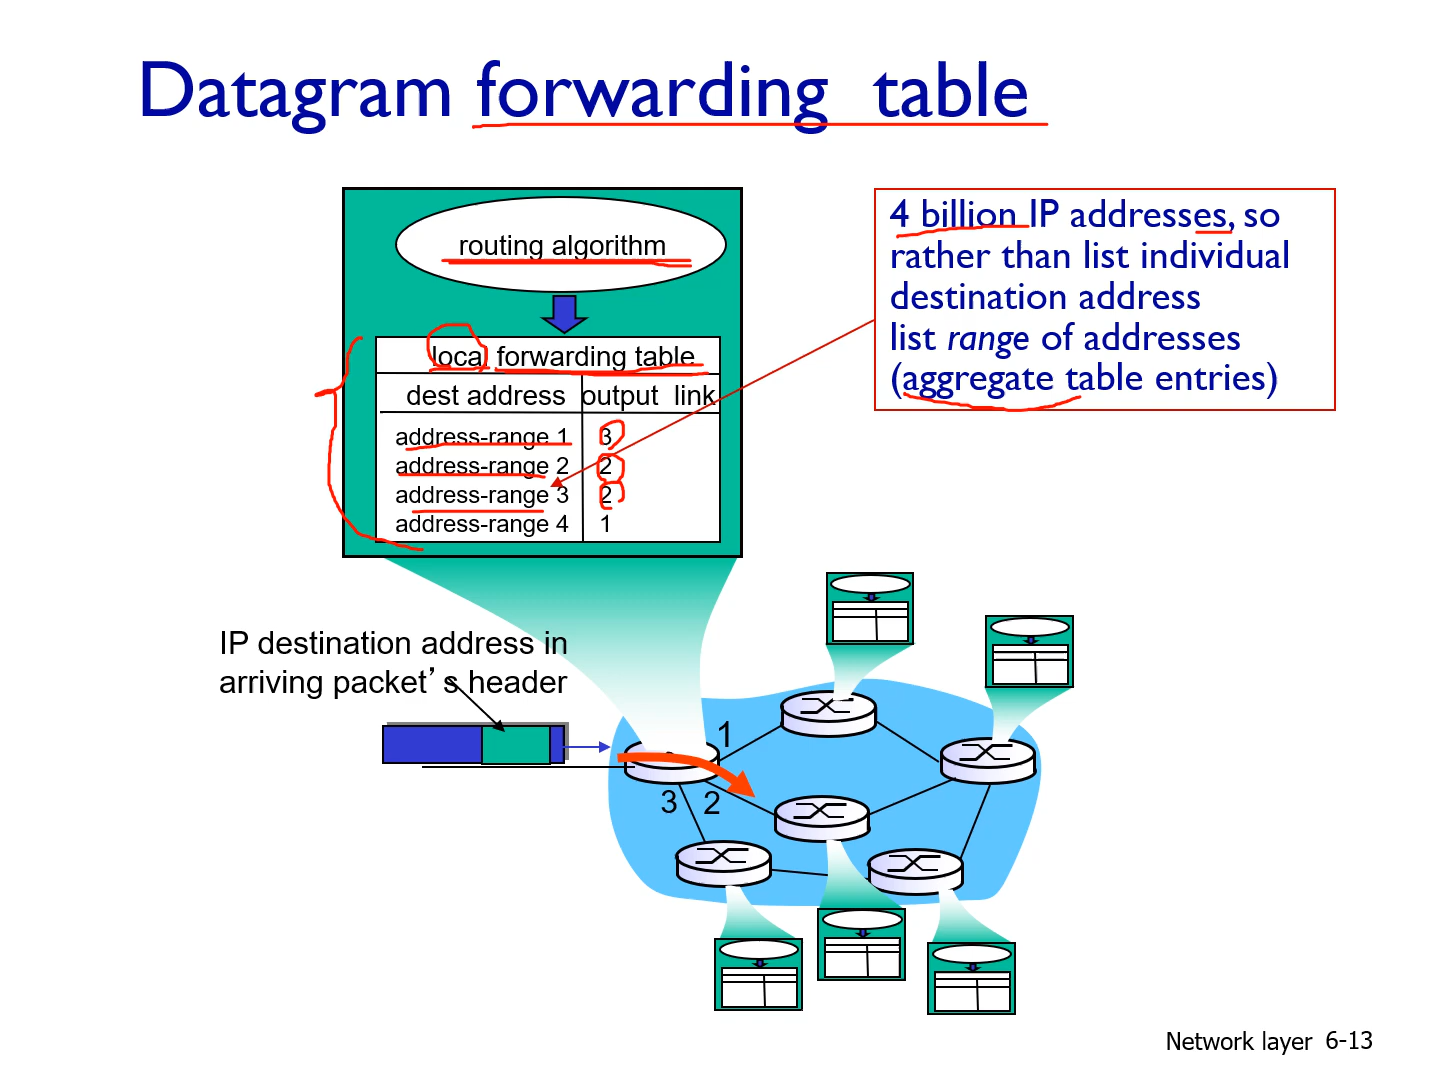 Datagram forwarding table
routing algorithm
local forwarding table
dest address output link
address-range 1 3
address-range 2 2
address-range 3 2
address-range 4 1
4 billion IP addresses, so
rather than list individual
destination address
list range of addresses
(aggregate table entries)
IP destination address in
arriving packet’s header
1
3 2
Network layer 6-13